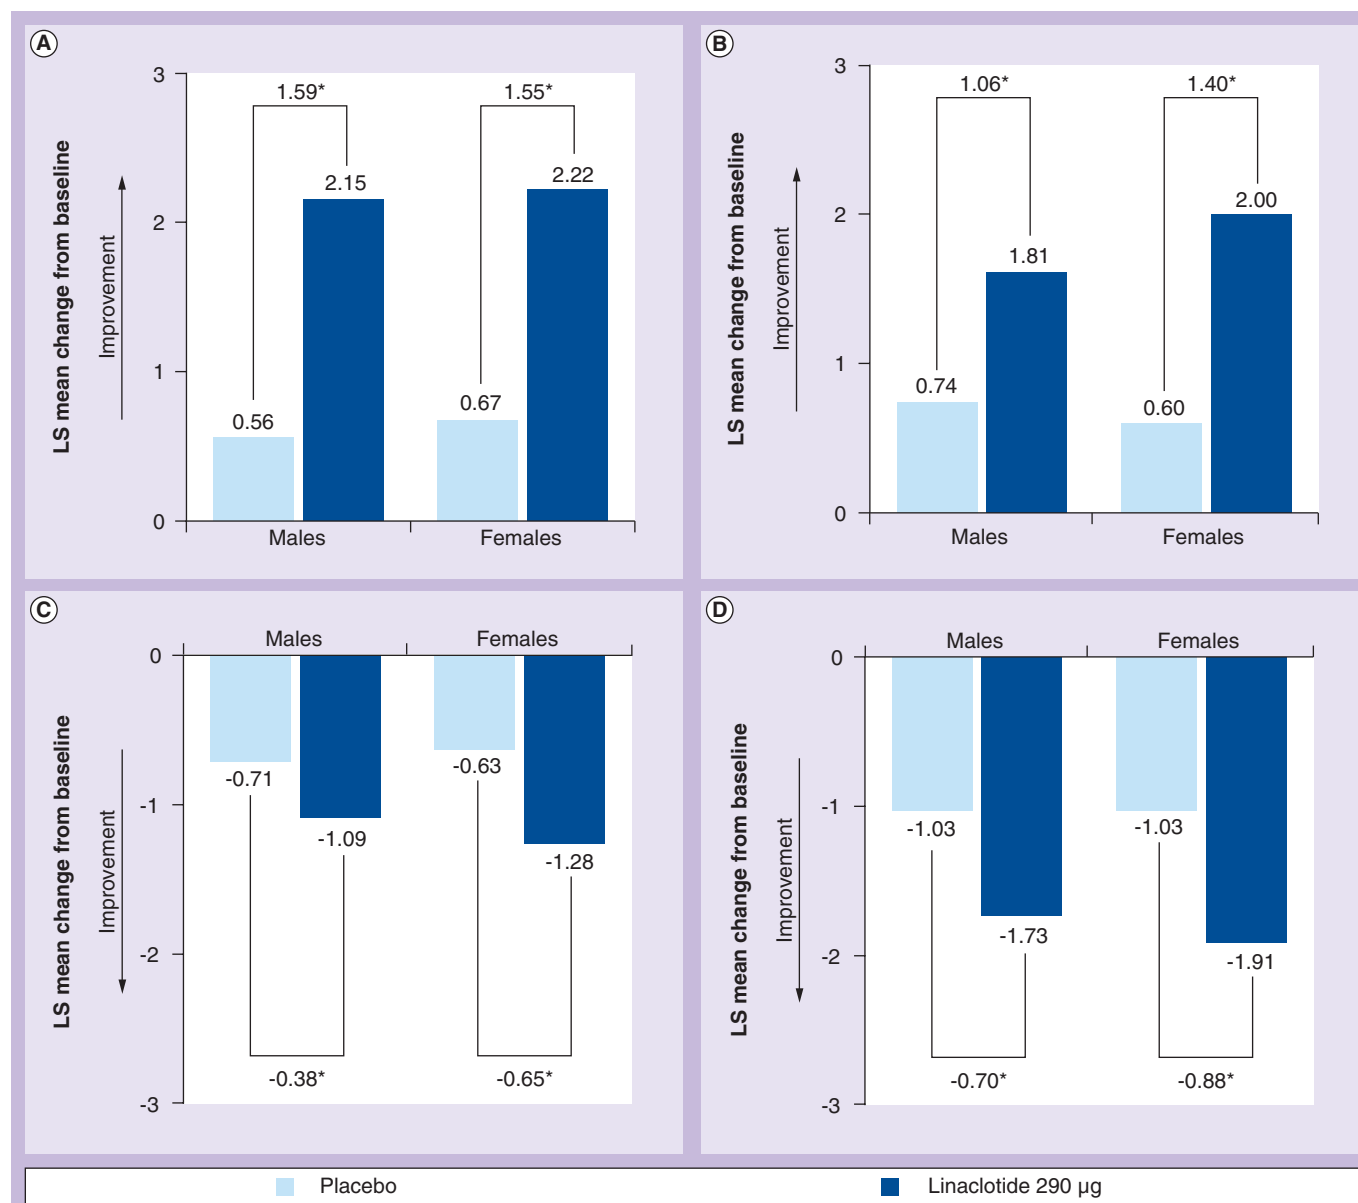 A
LS mean change from baseline
Improvement
3
2
1
0
1.59*
1.55*
0.56
2.15
0.67
2.22
Males
Females
B
LS mean change from baseline
Improvement
3
2
1
0
1.06*
1.40*
0.74
1.81
0.60
2.00
Males
Females
C
LS mean change from baseline
Improvement
Males
Females
0
-1
-2
-3
-0.71
-1.09
-0.63
-1.28
-0.38*
-0.65*
D
LS mean change from baseline
Improvement
Males
Females
0
-1
-2
-3
-1.03
-1.73
-1.03
-1.91
-0.70*
-0.88*
Placebo
Linaclotide 290 µg